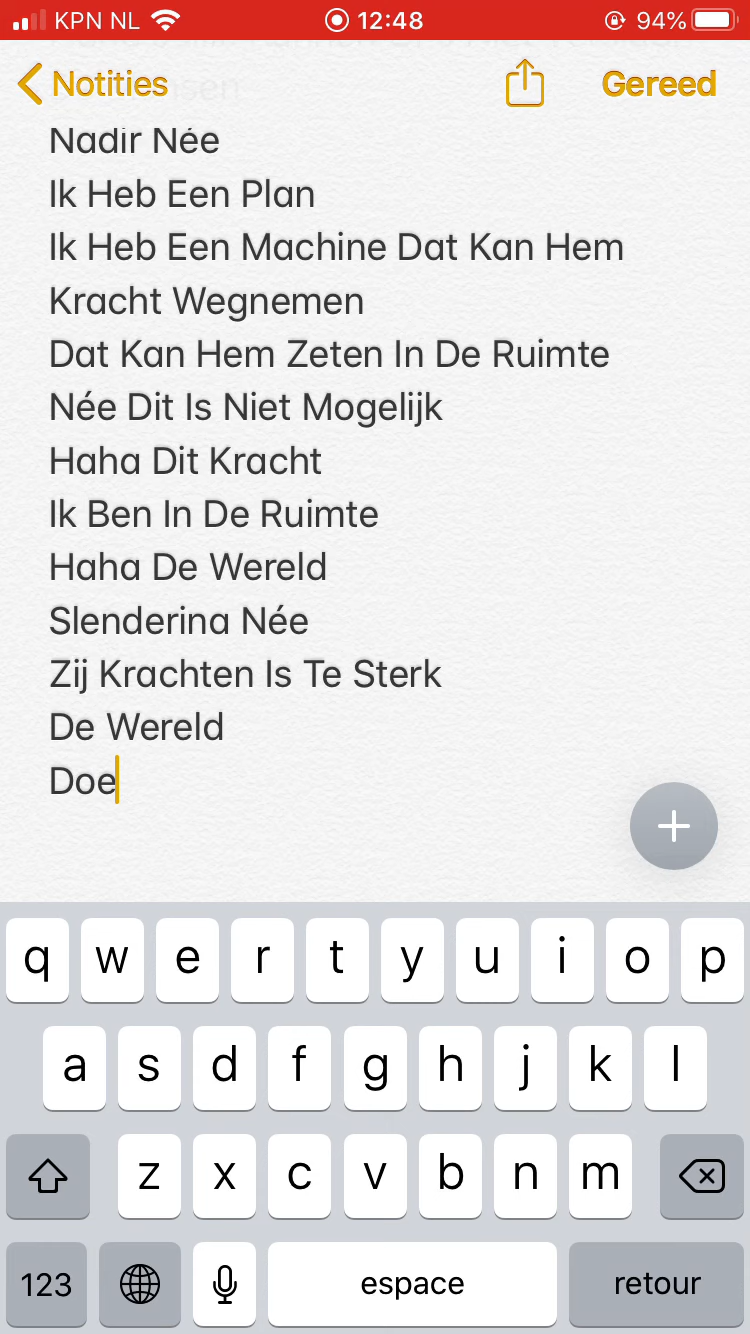 KPN NL 12:48 94%
Notities Gereed
Nadir Née
Ik Heb Een Plan
Ik Heb Een Machine Dat Kan Hem
Kracht Wegnemen
Dat Kan Hem Zeten In De Ruimte
Née Dit Is Niet Mogelijk
Haha Dit Kracht
Ik Ben In De Ruimte
Haha De Wereld
Slenderina Née
Zij Krachten Is Te Sterk
De Wereld
Doe
+
q w e r t y u i o p
a s d f g h j k l
z x c v b n m
123 espace retour